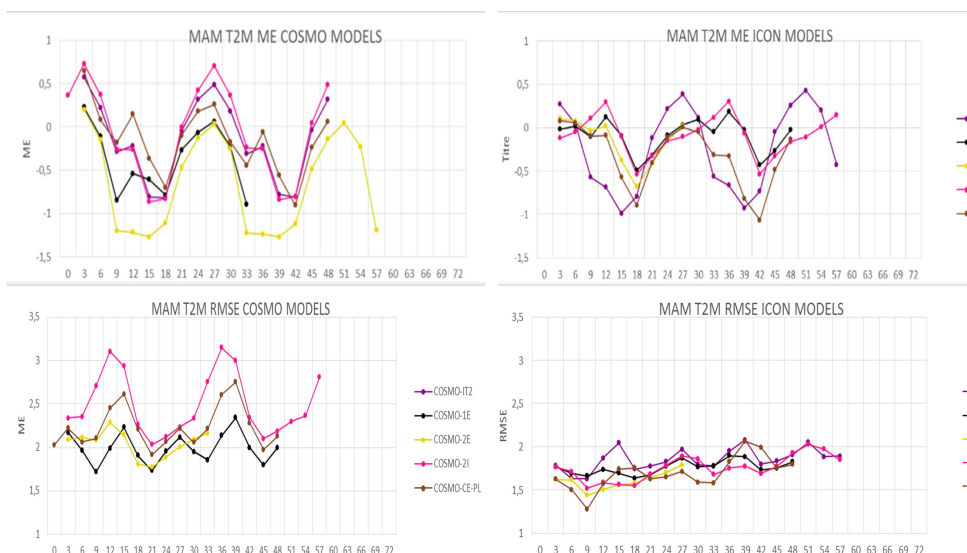 MAM T2M ME COSMO MODELS
1
0,5
0
-0,5
-1
-1,5
ME
0 3 6 9 12 15 18 21 24 27 30 33 36 39 42 45 48 51 54 57 60 63 66 69 72
MAM T2M ME ICON MODELS
1
0,5
0
-0,5
-1
-1,5
Titre
0 3 6 9 12 15 18 21 24 27 30 33 36 39 42 45 48 51 54 57 60 63 66 69 72
MAM T2M RMSE COSMO MODELS
3,5
3
2,5
2
1,5
1
ME
0 3 6 9 12 15 18 21 24 27 30 33 36 39 42 45 48 51 54 57 60 63 66 69 72
COSMO-IT2
COSMO-1E
COSMO-2E
COSMO-2I
COSMO-CE-PL
MAM T2M RMSE ICON MODELS
3,5
3
2,5
2
1,5
1
RMSE
0 3 6 9 12 15 18 21 24 27 30 33 36 39 42 45 48 51 54 57 60 63 66 69 72